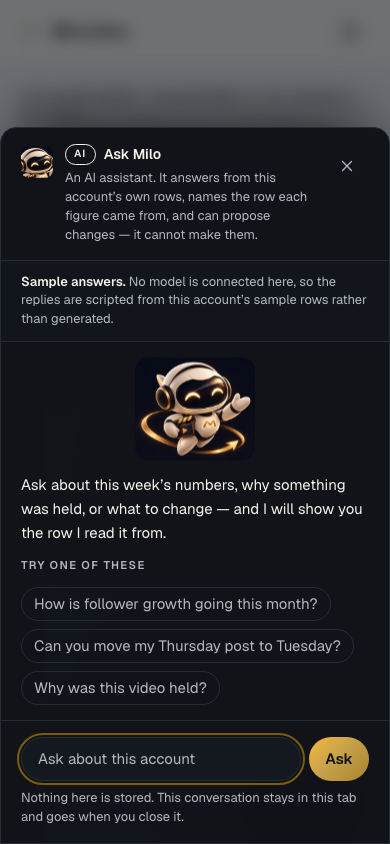 AI Ask Milo
An AI assistant. It answers from this
account's own rows, names the row each
figure came from, and can propose
changes — it cannot make them.
Sample answers. No model is connected here, so the
replies are scripted from this account's sample rows rather
than generated.
Ask about this week's numbers, why something
was held, or what to change — and I will show you
the row I read it from.
TRY ONE OF THESE
How is follower growth going this month?
Can you move my Thursday post to Tuesday?
Why was this video held?
Ask about this account
Ask
Nothing here is stored. This conversation stays in this tab
and goes when you close it.